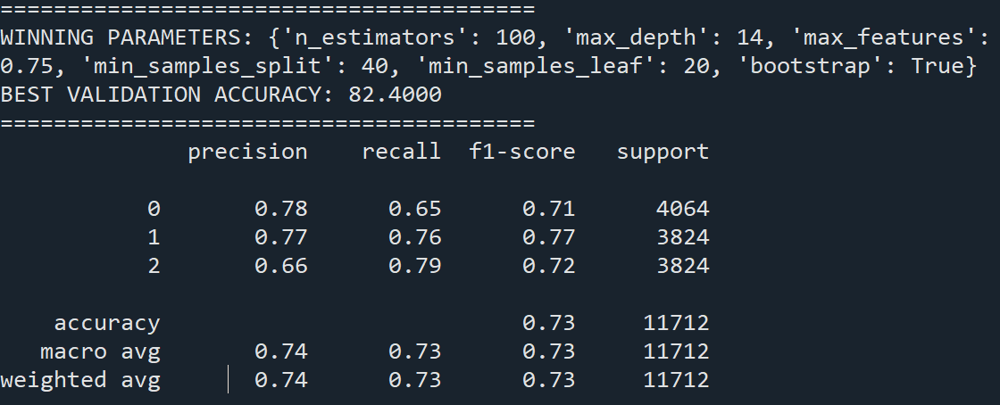 ========================================
WINNING PARAMETERS: {'n_estimators': 100, 'max_depth': 14, 'max_features':
0.75, 'min_samples_split': 40, 'min_samples_leaf': 20, 'bootstrap': True}
BEST VALIDATION ACCURACY: 82.4000
========================================
              precision    recall  f1-score   support

           0       0.78      0.65      0.71      4064
           1       0.77      0.76      0.77      3824
           2       0.66      0.79      0.72      3824

    accuracy                           0.73     11712
   macro avg       0.74      0.73      0.73     11712
weighted avg       0.74      0.73      0.73     11712